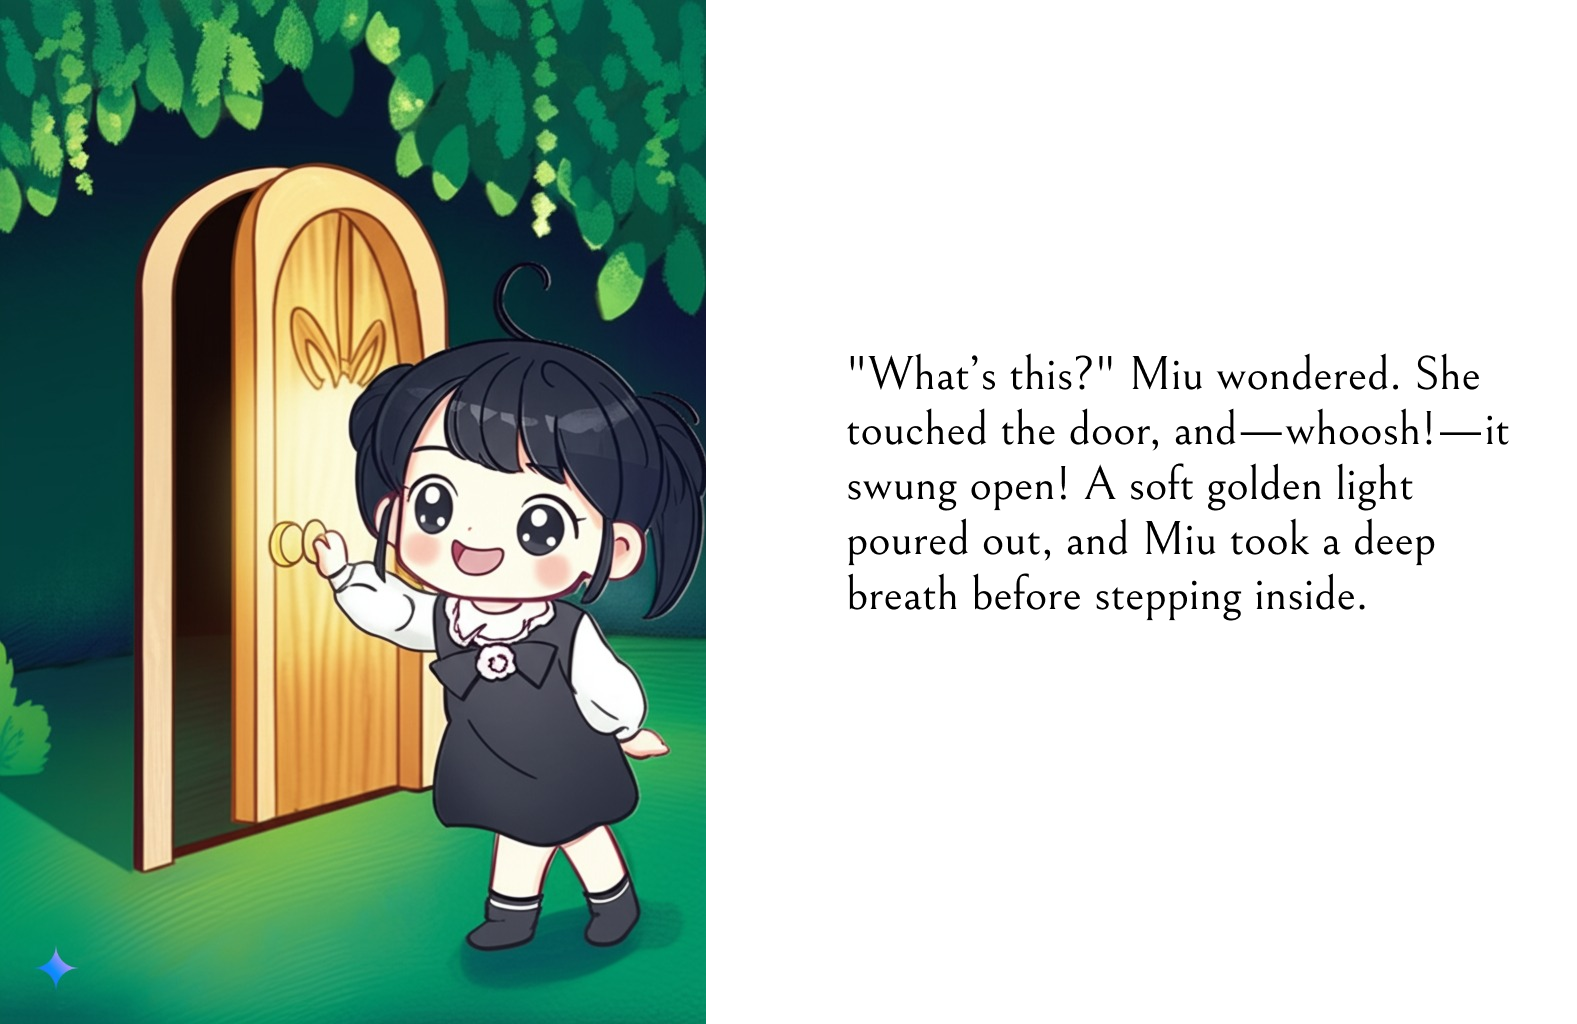 "What’s this?" Miu wondered. She
touched the door, and—whoosh!—it
swung open! A soft golden light
poured out, and Miu took a deep
breath before stepping inside.